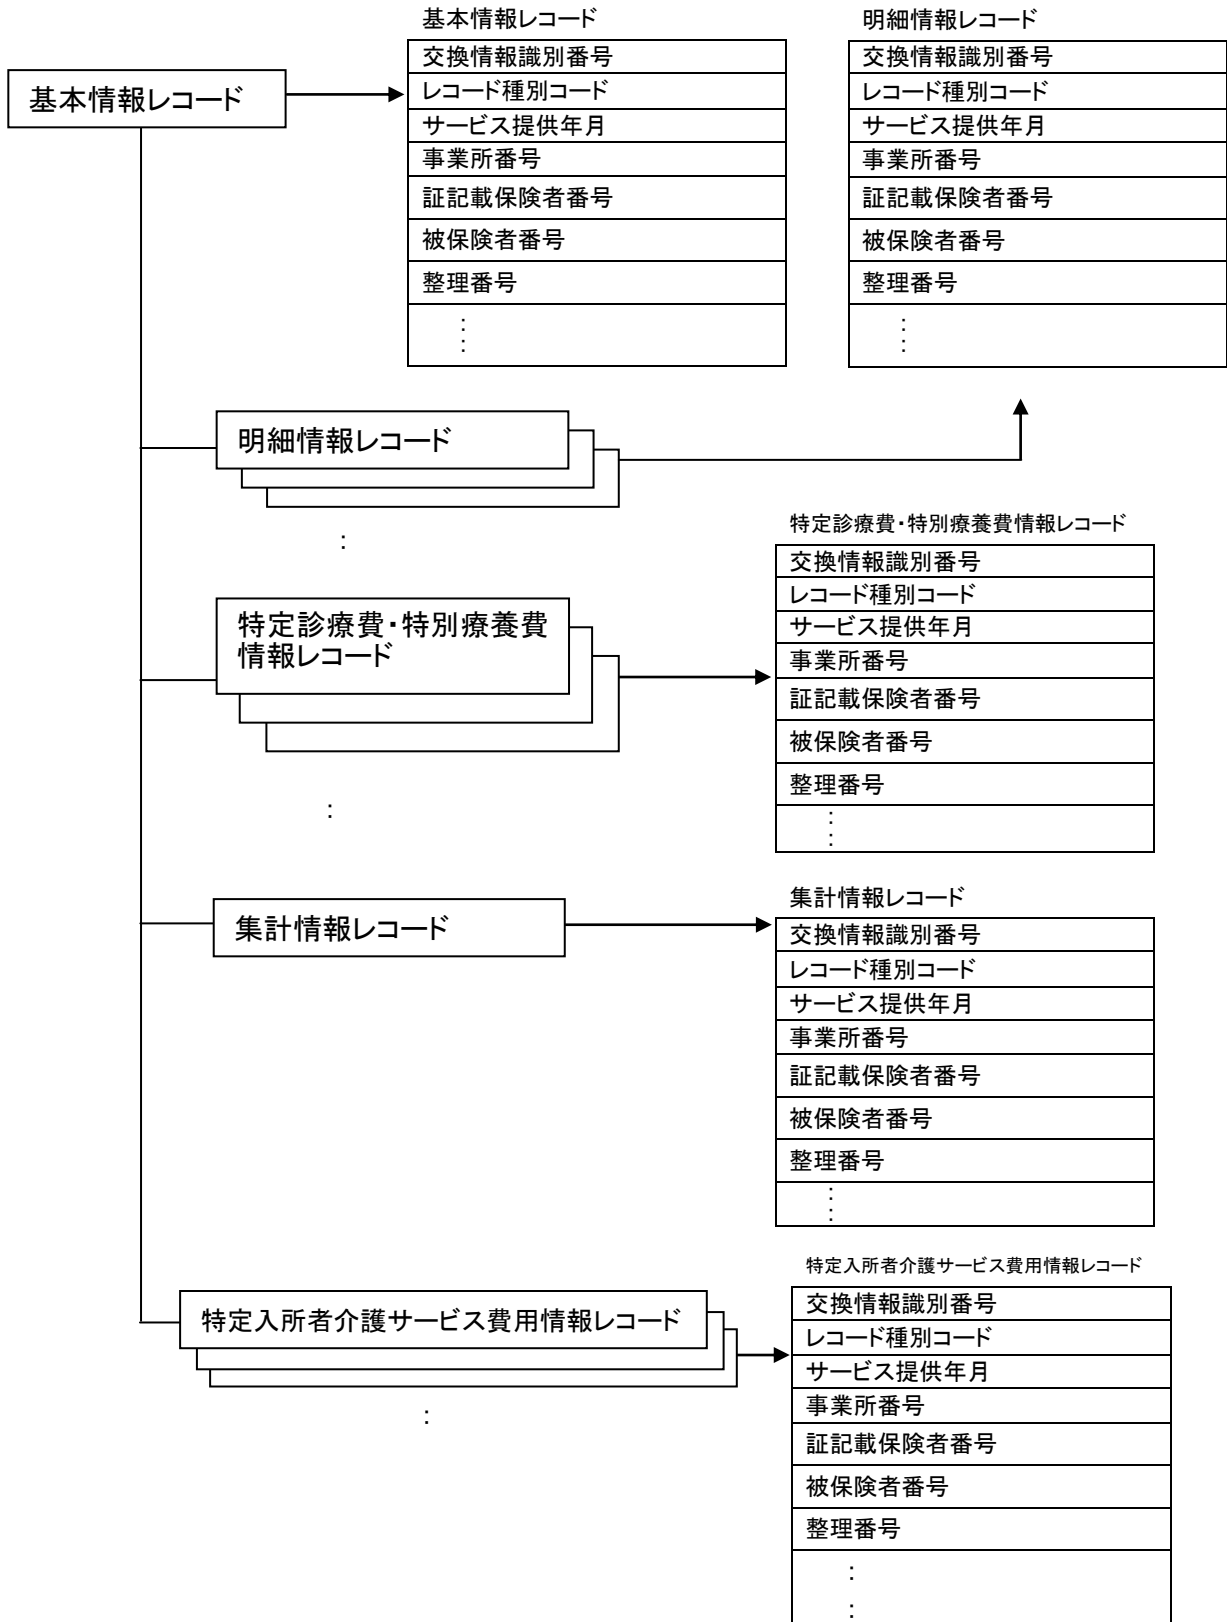 基本情報レコード
基本情報レコード
交換情報識別番号
レコード種別コード
サービス提供年月
事業所番号
証記載保険者番号
被保険者番号
整理番号
：
：
明細情報レコード
交換情報識別番号
レコード種別コード
サービス提供年月
事業所番号
証記載保険者番号
被保険者番号
整理番号
：
：
明細情報レコード
：
特定診療費・特別療養費
情報レコード
：
特定診療費・特別療養費情報レコード
交換情報識別番号
レコード種別コード
サービス提供年月
事業所番号
証記載保険者番号
被保険者番号
整理番号
：
：
集計情報レコード
集計情報レコード
交換情報識別番号
レコード種別コード
サービス提供年月
事業所番号
証記載保険者番号
被保険者番号
整理番号
：
：
特定入所者介護サービス費用情報レコード
：
特定入所者介護サービス費用情報レコード
交換情報識別番号
レコード種別コード
サービス提供年月
事業所番号
証記載保険者番号
被保険者番号
整理番号
：
：